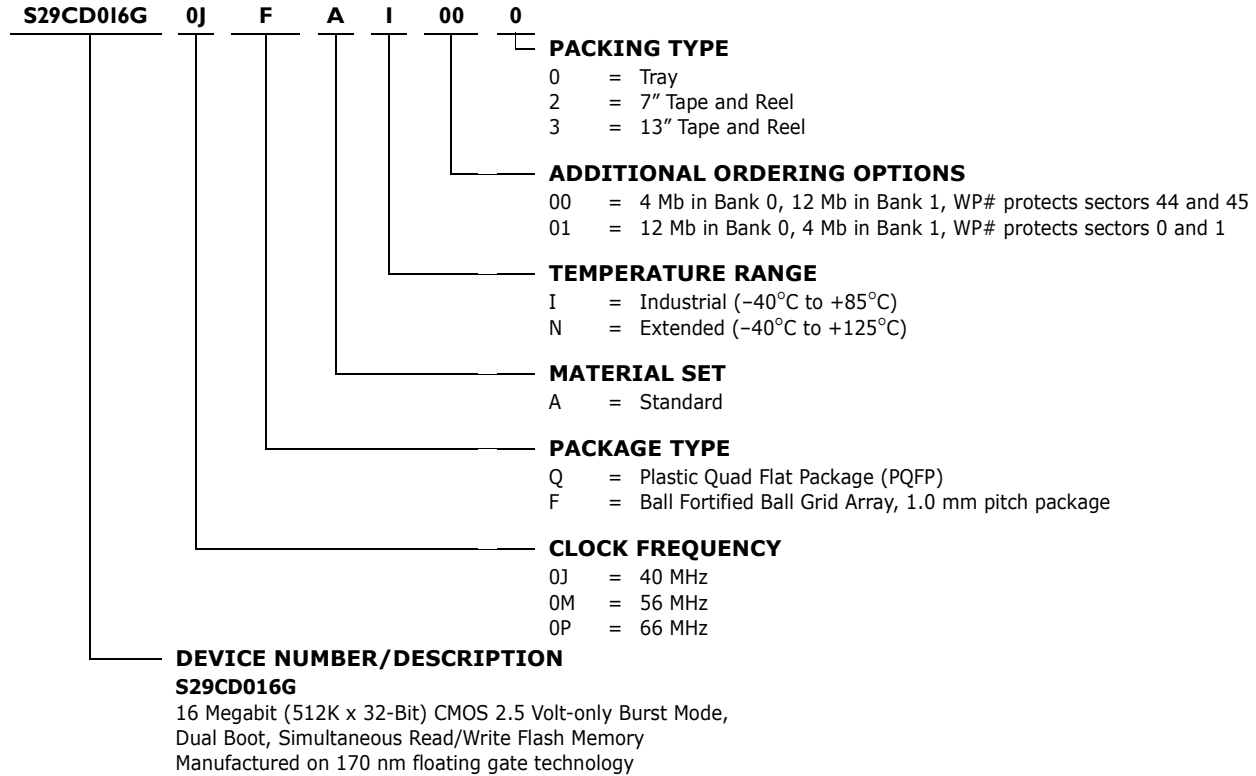 S29CD016G 0J F A I 00 0
PACKING TYPE
0 = Tray
2 = 7” Tape and Reel
3 = 13” Tape and Reel
ADDITIONAL ORDERING OPTIONS
00 = 4 Mb in Bank 0, 12 Mb in Bank 1, WP# protects sectors 44 and 45
01 = 12 Mb in Bank 0, 4 Mb in Bank 1, WP# protects sectors 0 and 1
TEMPERATURE RANGE
I = Industrial (–40°C to +85°C)
N = Extended (–40°C to +125°C)
MATERIAL SET
A = Standard
PACKAGE TYPE
Q = Plastic Quad Flat Package (PQFP)
F = Ball Fortified Ball Grid Array, 1.0 mm pitch package
CLOCK FREQUENCY
0J = 40 MHz
0M = 56 MHz
0P = 66 MHz
DEVICE NUMBER/DESCRIPTION
S29CD016G
16 Megabit (512K x 32-Bit) CMOS 2.5 Volt-only Burst Mode,
Dual Boot, Simultaneous Read/Write Flash Memory
Manufactured on 170 nm floating gate technology